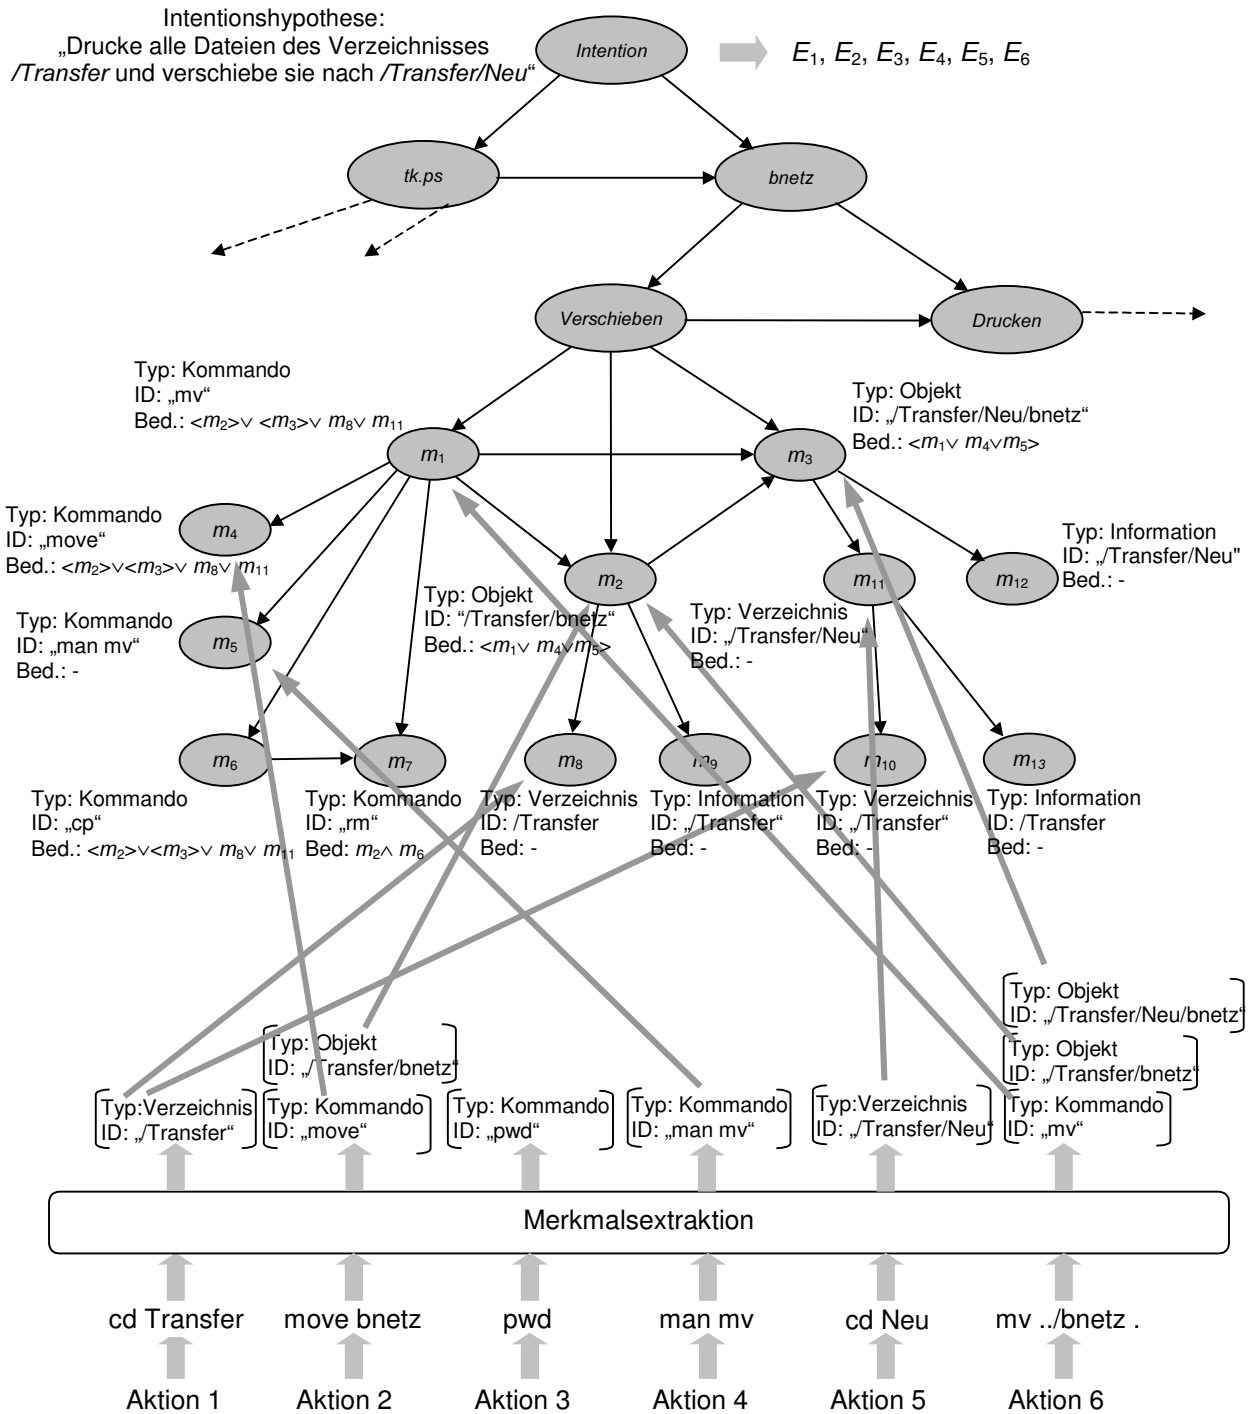 Intentionshypothese:
„Drucke alle Dateien des Verzeichnisses
/Transfer und verschiebe sie nach /Transfer/Neu“
Intention
E1, E2, E3, E4, E5, E6
tk.ps
bnetz
Verschieben
Drucken
Typ: Kommando
ID: „mv“
Bed.: <m2>∨ <m3>∨ m8∨ m11
Typ: Objekt
ID: „/Transfer/Neu/bnetz“
Bed.: <m1∨ m4∨m5>
m1
m3
Typ: Kommando
ID: „move“
Bed.: <m2>∨<m3>∨ m8∨ m11
m4
Typ: Information
ID: „/Transfer/Neu"
Bed.: -
m2
m11
m12
Typ: Objekt
ID: “/Transfer/bnetz“
Bed.: <m1∨ m4∨m5>
Typ: Verzeichnis
ID: „/Transfer/Neu“
Bed.: -
Typ: Kommando
ID: „man mv“
Bed.: -
m5
m6
m7
m8
m9
m10
m13
Typ: Kommando
ID: „cp“
Bed.: <m2>∨<m3>∨ m8∨ m11
Typ: Kommando
ID: „rm“
Bed: m2∧ m6
Typ: Verzeichnis
ID: /Transfer
Bed: -
Typ: Information
ID: „/Transfer“
Bed.: -
Typ: Verzeichnis
ID: „/Transfer“
Bed.: -
Typ: Information
ID: /Transfer
Bed.: -
Typ: Objekt
ID: „/Transfer/Neu/bnetz“
Typ: Objekt
ID: „/Transfer/bnetz“
Typ: Objekt
ID: „/Transfer/bnetz“
Typ:Verzeichnis
ID: „/Transfer“
Typ: Kommando
ID: „move“
Typ: Kommando
ID: „pwd“
Typ: Kommando
ID: „man mv“
Typ:Verzeichnis
ID: „/Transfer/Neu“
Typ: Kommando
ID: „mv“
Merkmalsextraktion
cd Transfer move bnetz pwd man mv cd Neu mv ../bnetz .
Aktion 1 Aktion 2 Aktion 3 Aktion 4 Aktion 5 Aktion 6